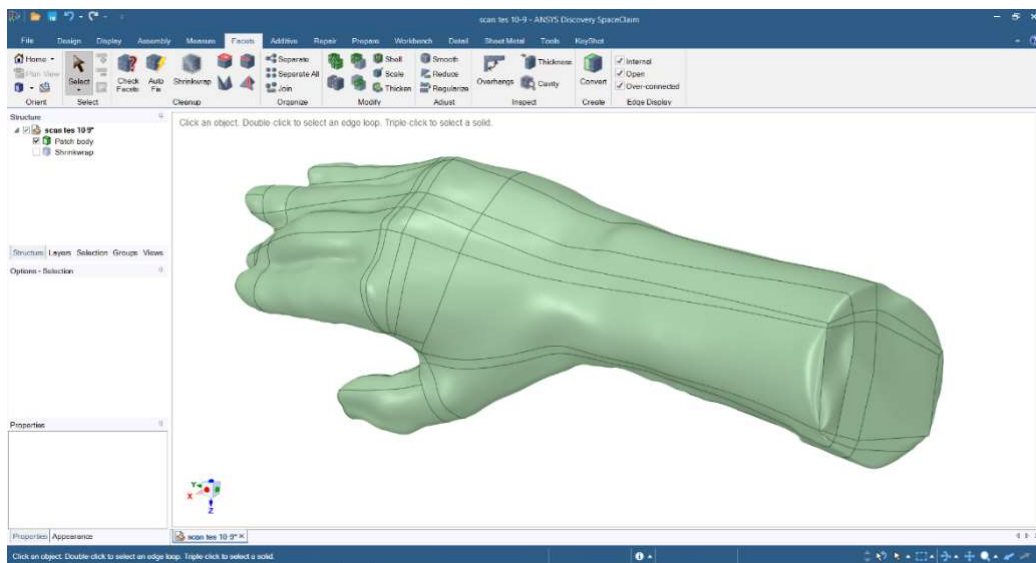 scan tes 10-9 - ANSYS Discovery SpaceClaim
File Design Display Assembly Measure Facets Additive Repair Prepare Workbench Detail Sheet Metal Tools KeyShot
Home Separate Shell Smooth Thickness Internal
Plan View Select Check Facets Auto Fix Shrinkwrap Separate All Scale Reduce Overhangs Cavity Convert Open
Join Thicken Regularize Over-connected
Orient Select Cleanup Organize Modify Adjust Inspect Create Edge Display
Structure
Click an object. Double-click to select an edge loop. Triple-click to select a solid.
scan tes 10-9*
Patch body
Shrinkwrap
Structure Layers Selection Groups Views
Options - Selection
Properties
Y
X
Z
Properties Appearance
scan tes 10-9*
Click an object. Double-click to select an edge loop. Triple-click to select a solid.